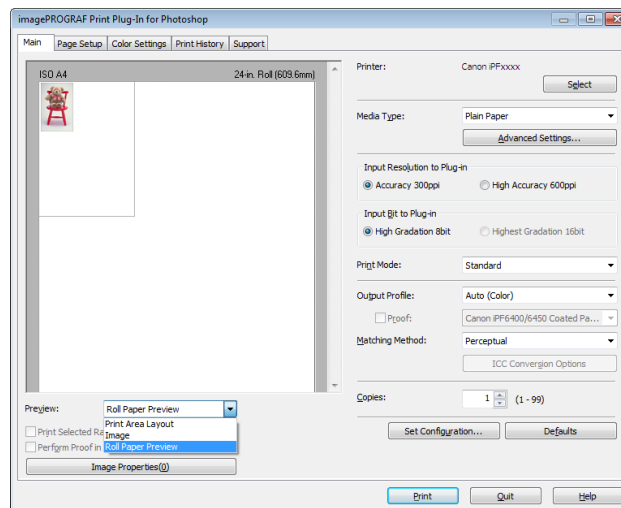 imagePROGRAF Print Plug-In for Photoshop
Main Page Setup Color Settings Print History Support
ISO A4 24-in. Roll (609.6mm)
Printer: Canon iPFxxxx
Select
Media Type: Plain Paper
Advanced Settings...
Input Resolution to Plug-in
Accuracy 300ppi High Accuracy 600ppi
Input Bit to Plug-in
High Gradation 8bit Highest Gradation 16bit
Print Mode: Standard
Output Profile: Auto (Color)
Proof: Canon iPF6400/6450 Coated Pa...
Matching Method: Perceptual
ICC Conversion Options
Copies: 1 (1 - 99)
Set Configuration... Defaults
Preview: Roll Paper Preview
Print Area Layout
Print Selected Ra Image
Perform Proof in Roll Paper Preview
Image Properties(O)
Print Quit Help